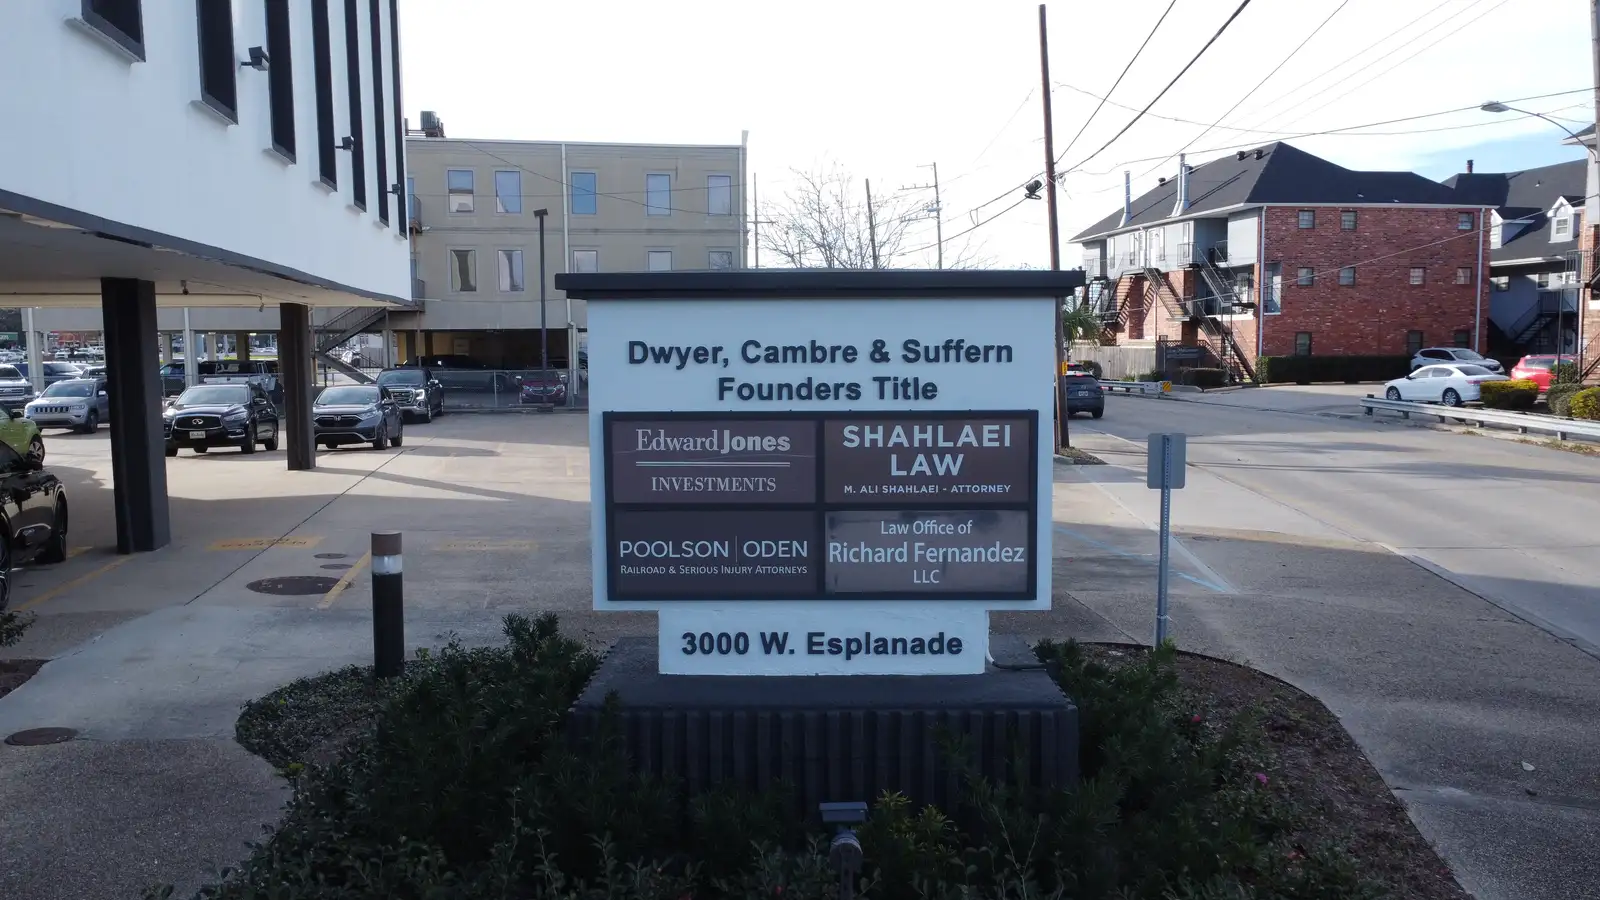 Dwyer, Cambre & Suffern
Founders Title
Edward Jones
INVESTMENTS
SHAHLAEI
LAW
M. ALI SHAHLAEI - ATTORNEY
POOLSON | ODEN
RAILROAD & SERIOUS INJURY ATTORNEYS
Law Office of
Richard Fernandez
LLC
3000 W. Esplanade